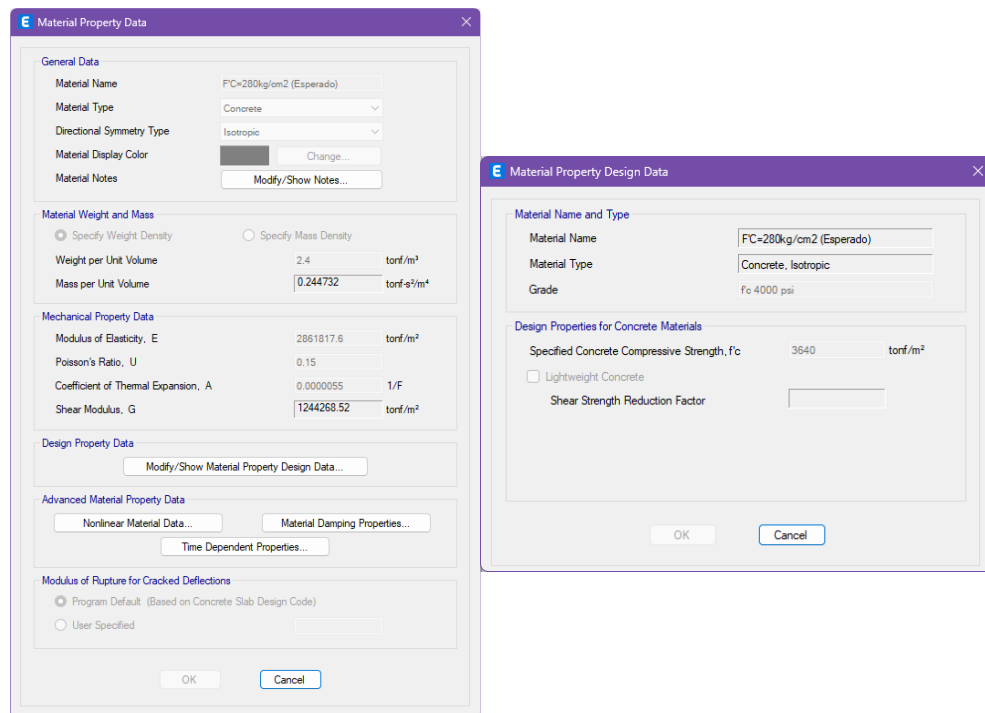 E Material Property Data
General Data
Material Name F'C=280kg/cm2 (Esperado)
Material Type Concrete
Directional Symmetry Type Isotropic
Material Display Color Change...
Material Notes Modify/Show Notes...
Material Weight and Mass
Specify Weight Density Specify Mass Density
Weight per Unit Volume 2.4 tonf/m³
Mass per Unit Volume 0.244732 tonf-s²/m⁴
Mechanical Property Data
Modulus of Elasticity, E 2861817.6 tonf/m²
Poisson's Ratio, U 0.15
Coefficient of Thermal Expansion, A 0.0000055 1/F
Shear Modulus, G 1244268.52 tonf/m²
Design Property Data
Modify/Show Material Property Design Data...
Advanced Material Property Data
Nonlinear Material Data... Material Damping Properties...
Time Dependent Properties...
Modulus of Rupture for Cracked Deflections
Program Default (Based on Concrete Slab Design Code)
User Specified
OK Cancel
E Material Property Design Data
Material Name and Type
Material Name F'C=280kg/cm2 (Esperado)
Material Type Concrete, Isotropic
Grade f'c 4000 psi
Design Properties for Concrete Materials
Specified Concrete Compressive Strength, f'c 3640 tonf/m²
Lightweight Concrete
Shear Strength Reduction Factor
OK Cancel